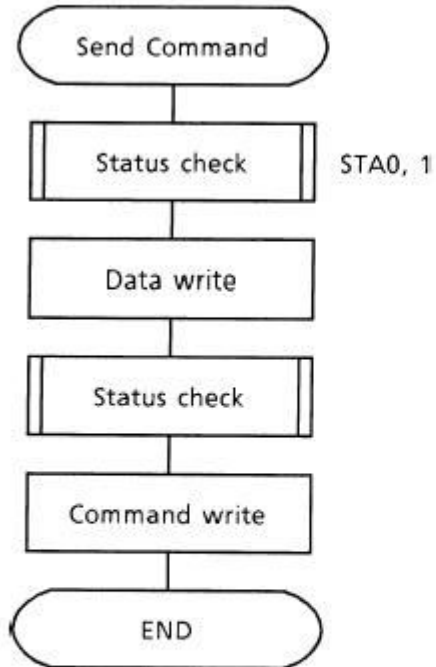 Send Command
Status check
STA0, 1
Data write
Status check
Command write
END